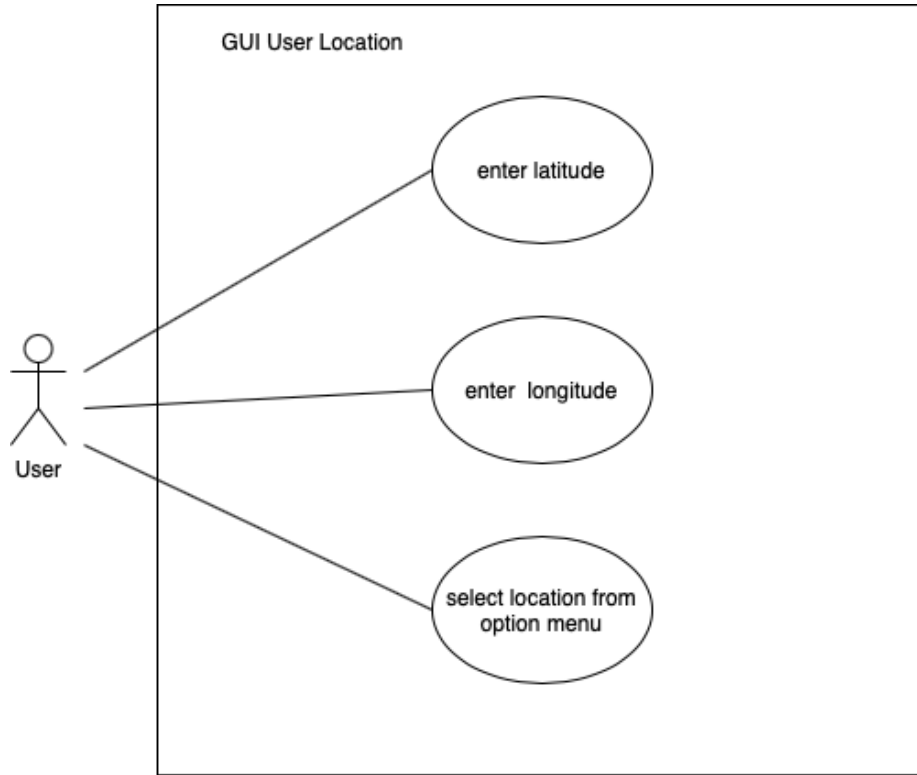 GUI User Location
enter latitude
enter  longitude
User
select location from
option menu